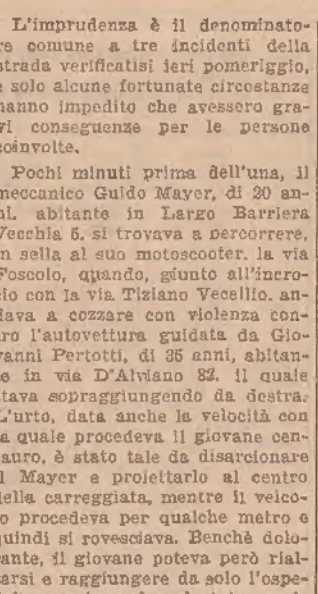 L'imprudenza è il denominato-
re comune a tre incidenti della
strada verificatisi ieri pomeriggio,
e solo alcune fortunate circostanze
hanno impedito che avessero gra-
vi conseguenze per le persone
coinvolte.
Pochi minuti prima dell'una, il
meccanico Guido Mayer, di 20 an-
ni, abitante in Largo Barriera
Vecchia 6, si trovava a percorrere,
in sella al suo motoscooter, la via
Foscolo, quando, giunto all'incro-
cio con la via Tiziano Vecellio, an-
dava a cozzare con violenza con-
tro l'autovettura guidata da Gio-
vanni Pertotti, di 35 anni, abitan-
te in via D'Alviano 82, il quale
stava sopraggiungendo da destra.
L'urto, data anche la velocità con
la quale procedeva il giovane cen-
tauro, è stato tale da disarcionare
il Mayer e proiettarlo al centro
della carreggiata, mentre il veico-
lo procedeva per qualche metro e
quindi si rovesciava. Benchè dolo-
rante, il giovane poteva però rial-
zarsi e raggiungere da solo l'ospe-